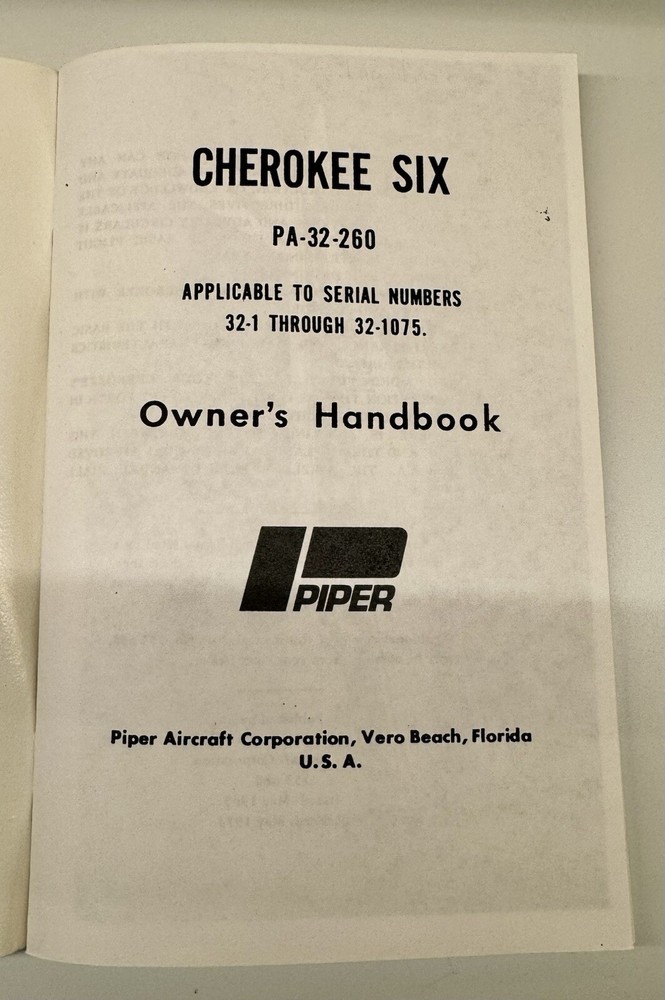 CHEROKEE SIX
PA-32-260
APPLICABLE TO SERIAL NUMBERS
32-1 THROUGH 32-1075.
Owner's Handbook
PIPER
Piper Aircraft Corporation, Vero Beach, Florida
U.S.A.